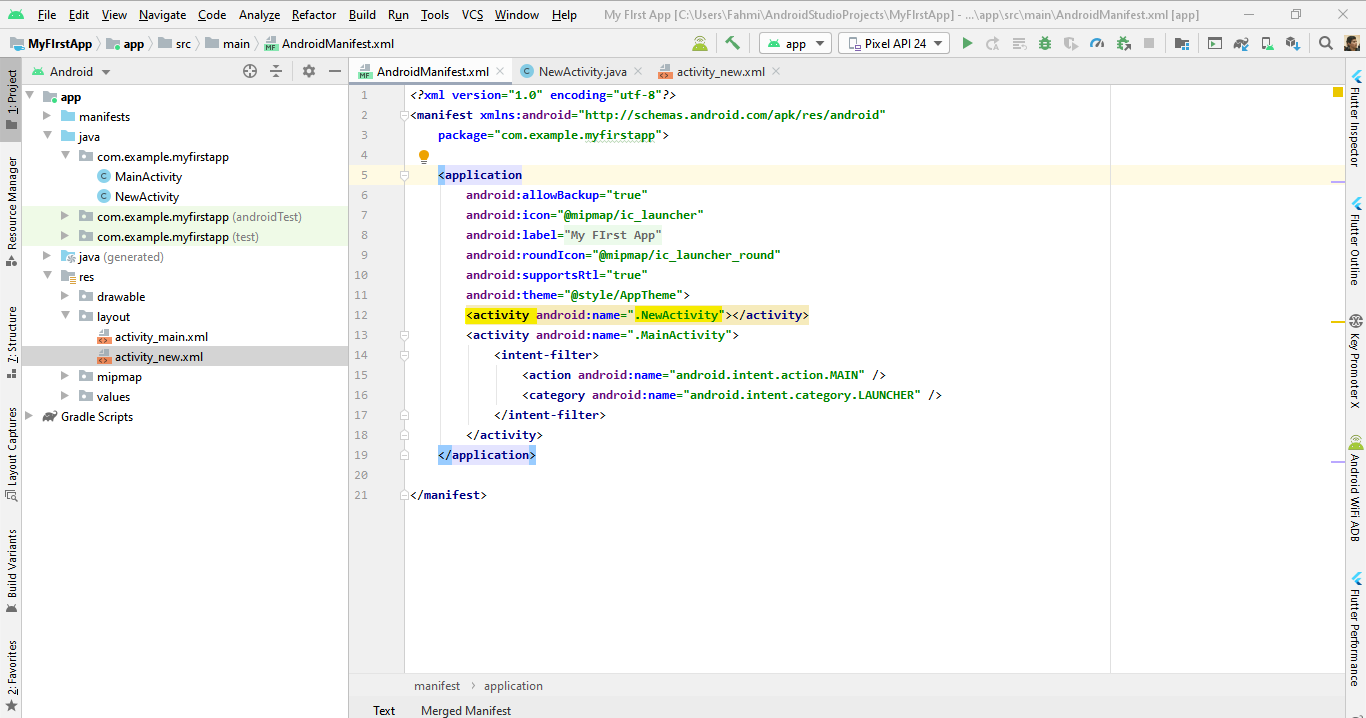 File Edit View Navigate Code Analyze Refactor Build Run Tools VCS Window Help My FIrst App [C:\Users\Fahmi\AndroidStudioProjects\MyFIrstApp] - ...\app\src\main\AndroidManifest.xml [app]
MyFIrstApp app src main AndroidManifest.xml app Pixel API 24
Android
AndroidManifest.xml NewActivity.java activity_new.xml
1: Project
Resource Manager
Z: Structure
Layout Captures
Build Variants
2: Favorites
app
manifests
java
com.example.myfirstapp
MainActivity
NewActivity
com.example.myfirstapp (androidTest)
com.example.myfirstapp (test)
java (generated)
res
drawable
layout
activity_main.xml
activity_new.xml
mipmap
values
Gradle Scripts
1 <?xml version="1.0" encoding="utf-8"?>
2 <manifest xmlns:android="http://schemas.android.com/apk/res/android"
3 package="com.example.myfirstapp">
4
5 <application
6 android:allowBackup="true"
7 android:icon="@mipmap/ic_launcher"
8 android:label="My FIrst App"
9 android:roundIcon="@mipmap/ic_launcher_round"
10 android:supportsRtl="true"
11 android:theme="@style/AppTheme">
12 <activity android:name=".NewActivity"></activity>
13 <activity android:name=".MainActivity">
14 <intent-filter>
15 <action android:name="android.intent.action.MAIN" />
16 <category android:name="android.intent.category.LAUNCHER" />
17 </intent-filter>
18 </activity>
19 </application>
20
21 </manifest>
manifest application
Text Merged Manifest
Flutter Inspector
Flutter Outline
Key Promoter X
Android WiFi ADB
Flutter Performance